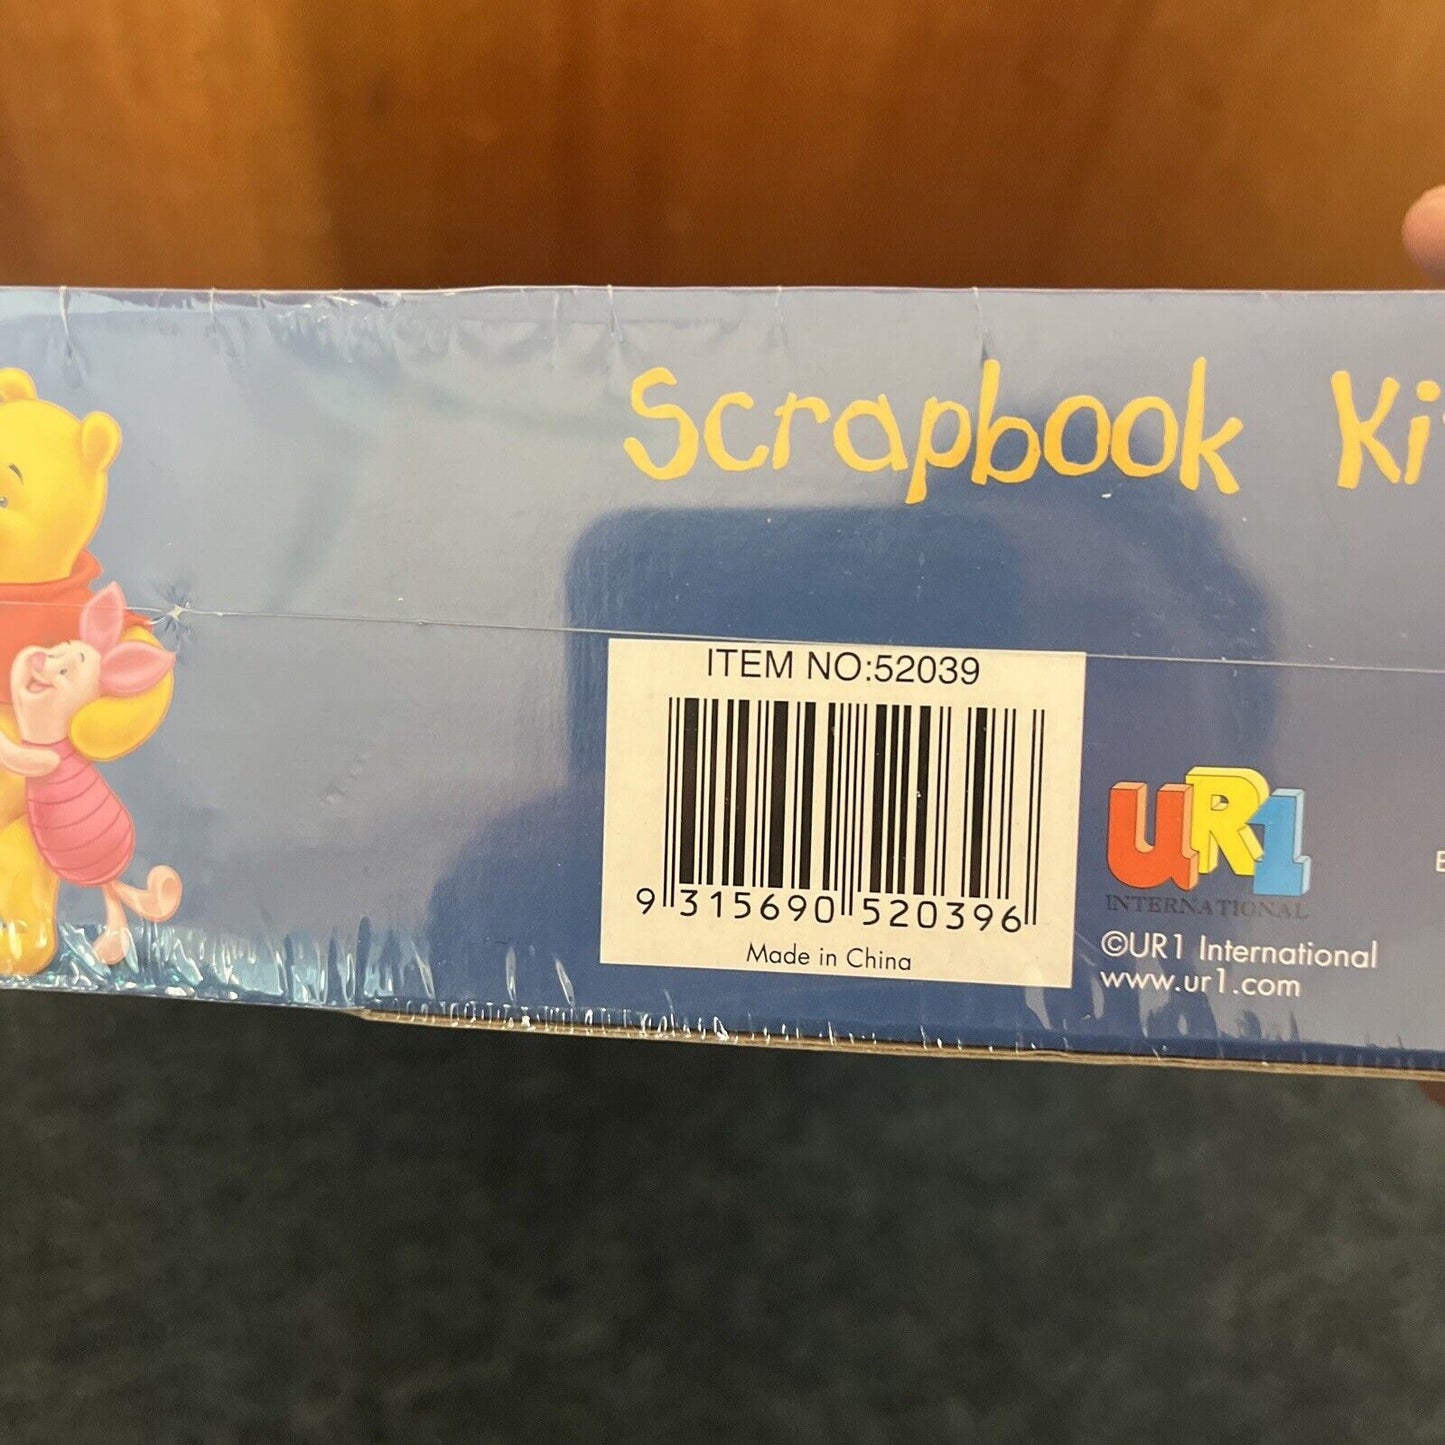 Scrapbook Ki
ITEM NO:52039
9 315690 520396
Made in China
UR1
INTERNATIONAL
©UR1 International
www.ur1.com